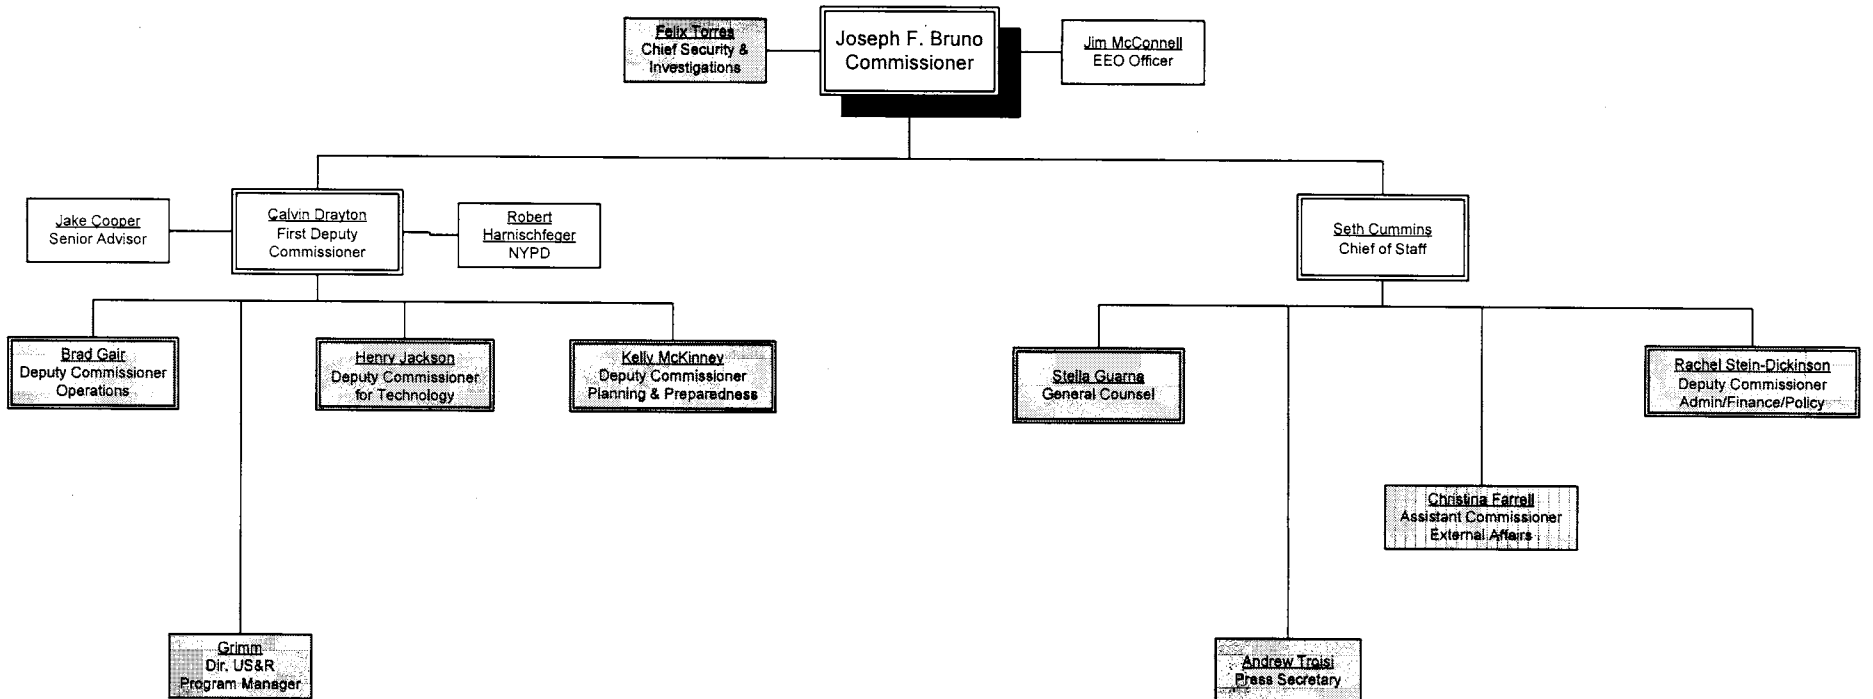 Felix Torres
Chief Security &
Investigations
Joseph F. Bruno
Commissioner
Jim McConnell
EEO Officer
Jake Cooper
Senior Advisor
Calvin Drayton
First Deputy
Commissioner
Robert
Harnischfeger
NYPD
Seth Cummins
Chief of Staff
Brad Gair
Deputy Commissioner
Operations
Henry Jackson
Deputy Commissioner
for Technology
Kelly McKinney
Deputy Commissioner
Planning & Preparedness
Stella Guarna
General Counsel
Rachel Stein-Dickinson
Deputy Commissioner
Admin/Finance/Policy
Christina Farrell
Assistant Commissioner
External Affairs
Grimm
Dir. US&R
Program Manager
Andrew Troisi
Press Secretary